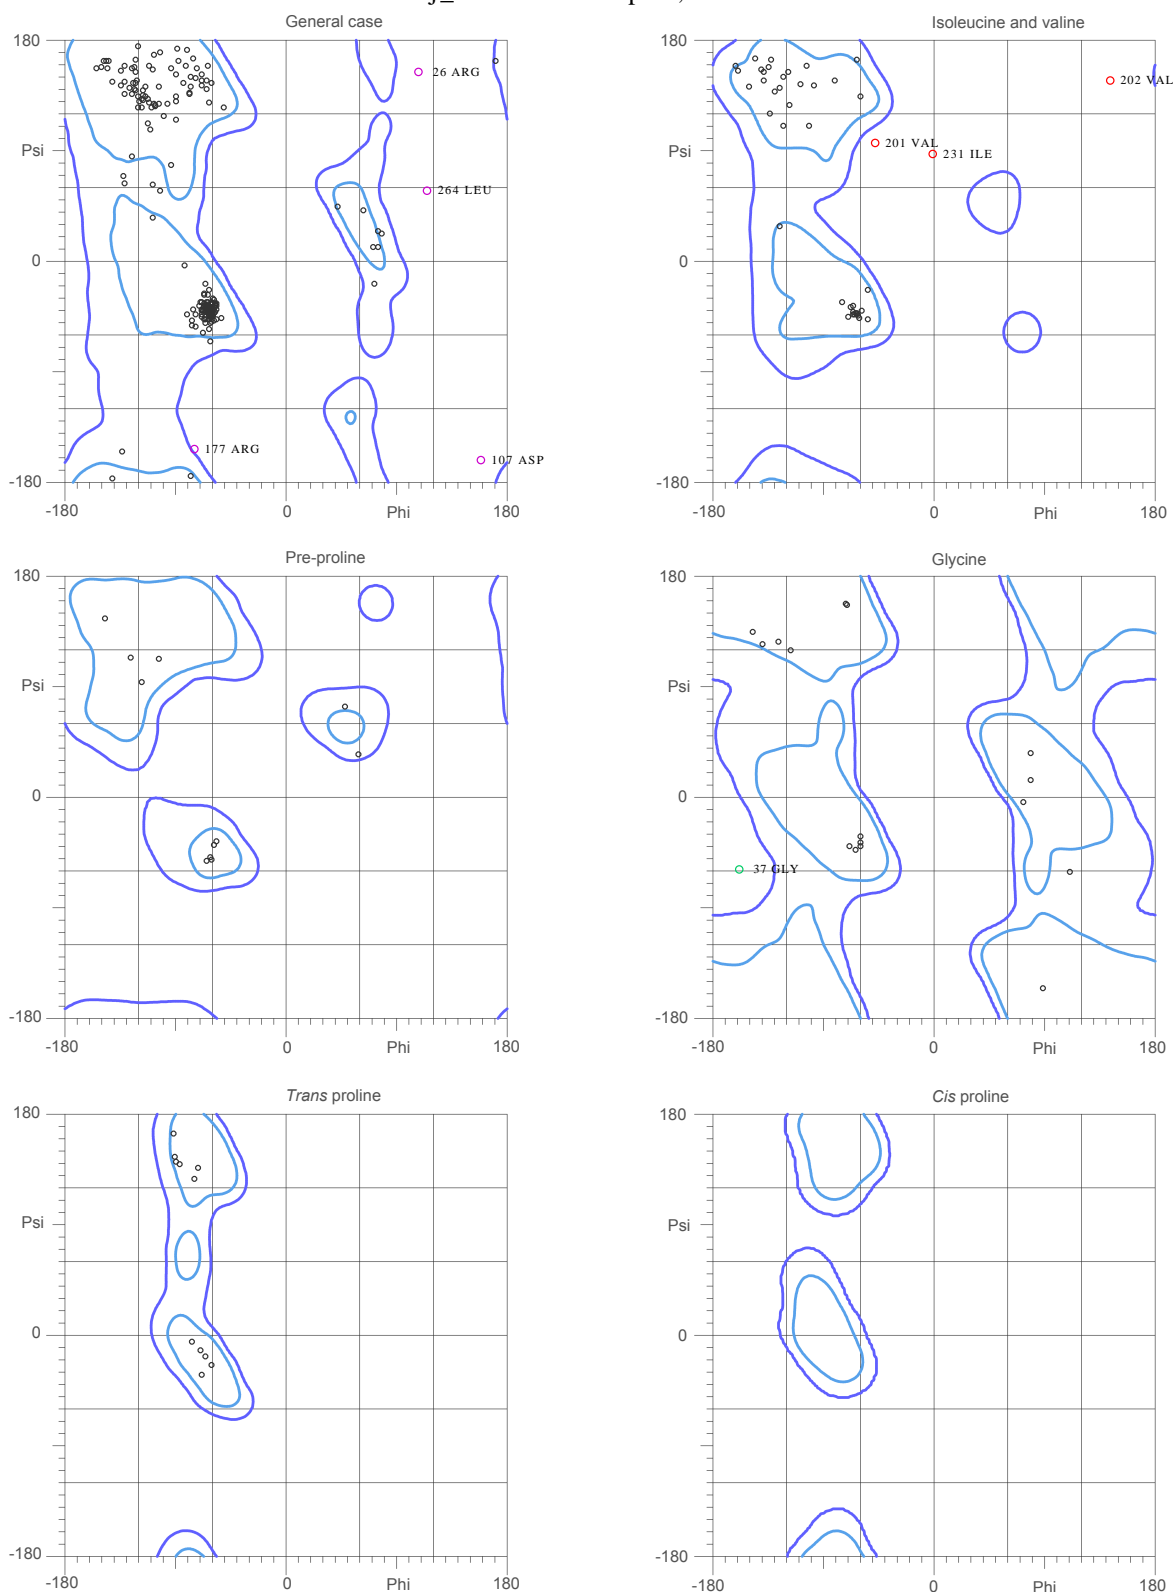 General case
180
Psi
0
-180
-180
0
Phi
180
26 ARG
264 LEU
177 ARG
107 ASP
Isoleucine and valine
180
Psi
0
-180
-180
0
Phi
180
202 VAL
201 VAL
231 ILE
Pre-proline
180
Psi
0
-180
-180
0
Phi
180
Glycine
180
Psi
0
-180
-180
0
Phi
180
37 GLY
Trans proline
180
Psi
0
-180
-180
0
Phi
180
Cis proline
180
Psi
0
-180
-180
0
Phi
180